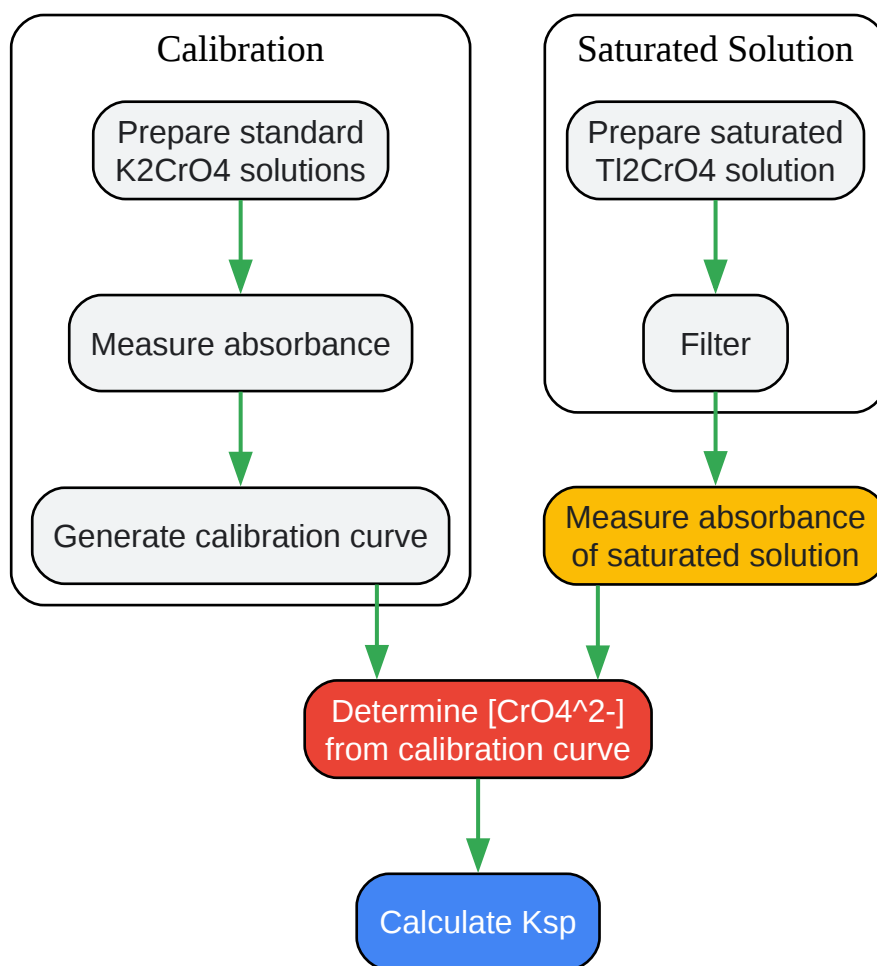 Calibration
Prepare standard
K2CrO4 solutions
Measure absorbance
Generate calibration curve
Saturated Solution
Prepare saturated
Tl2CrO4 solution
Filter
Measure absorbance
of saturated solution
Determine [CrO4^2-]
from calibration curve
Calculate Ksp